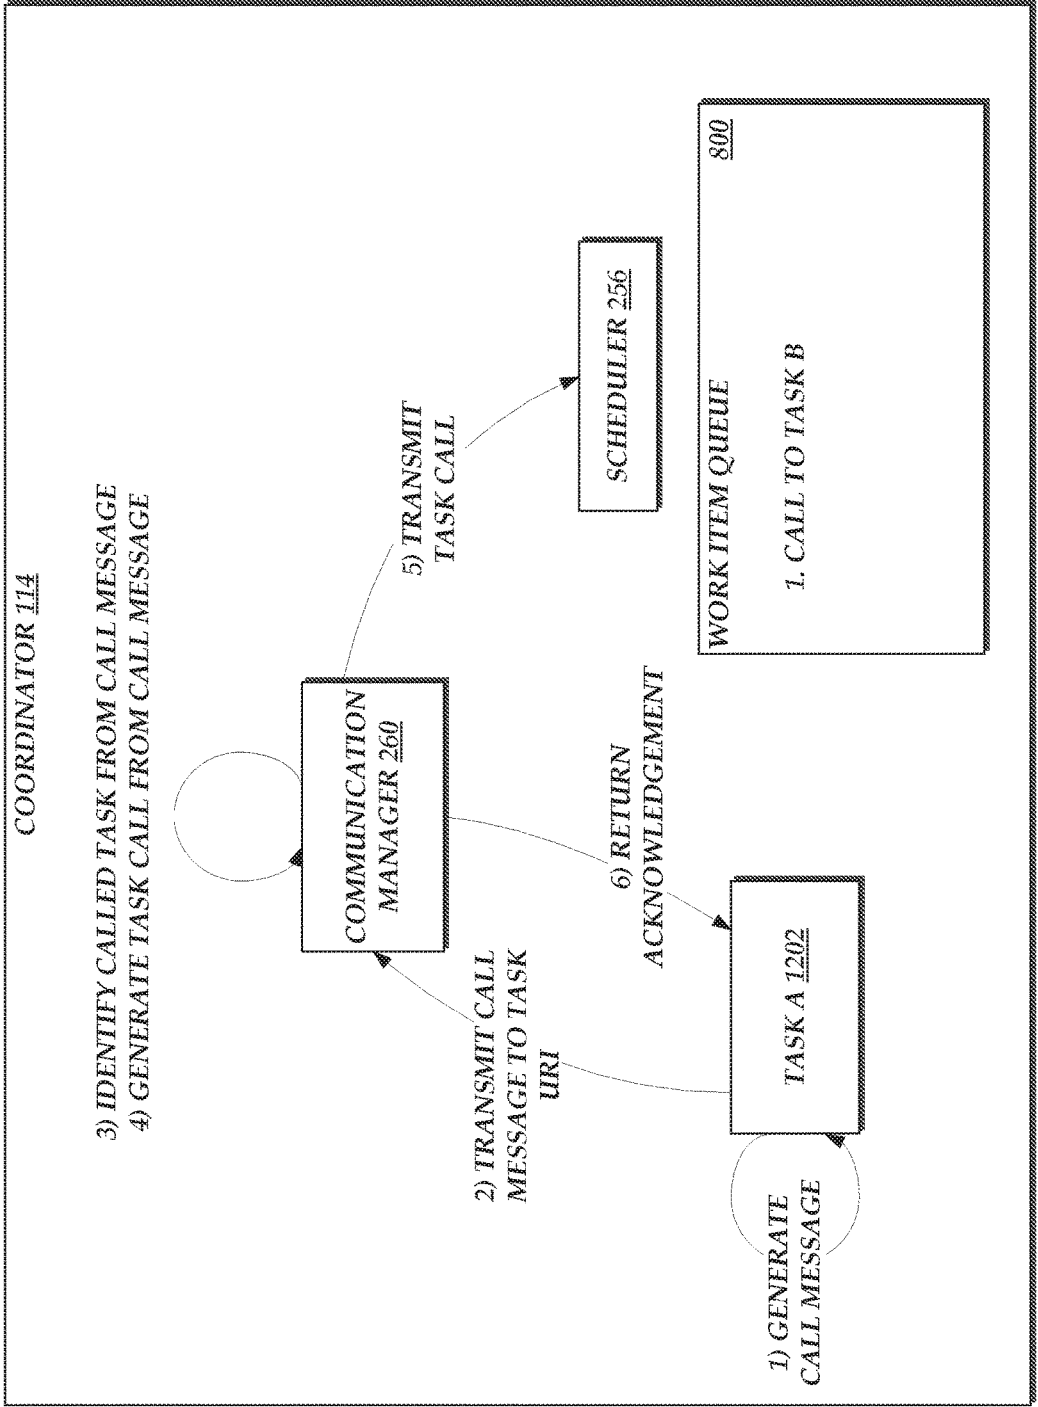 COORDINATOR 114
3) IDENTIFY CALLED TASK FROM CALL MESSAGE
4) GENERATE TASK CALL FROM CALL MESSAGE
COMMUNICATION
MANAGER 260
5) TRANSMIT
TASK CALL
2) TRANSMIT CALL
MESSAGE TO TASK
URI
SCHEDULER 256
6) RETURN
ACKNOWLEDGEMENT
WORK ITEM QUEUE
800
1. CALL TO TASK B
TASK A 1202
1) GENERATE
CALL MESSAGE